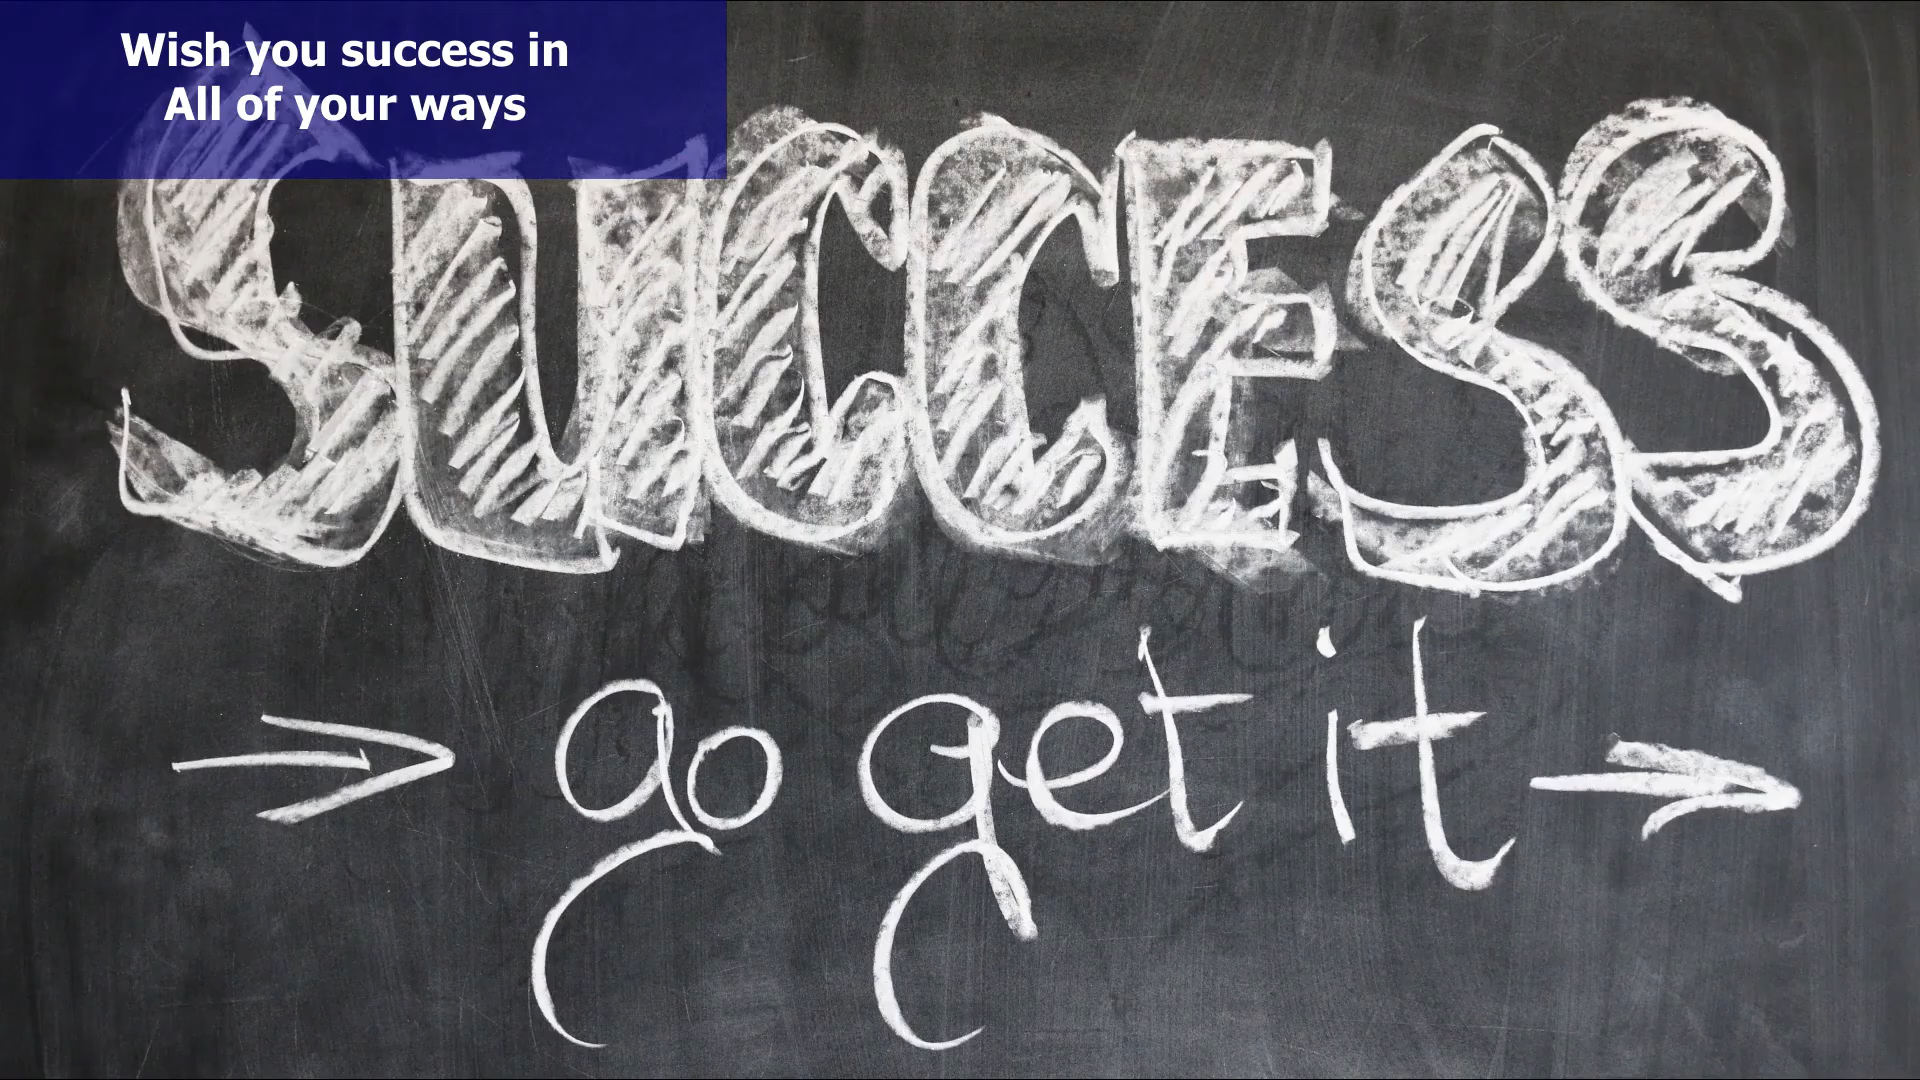 Wish you success in
All of your ways
SUCCESS
→ go get it →